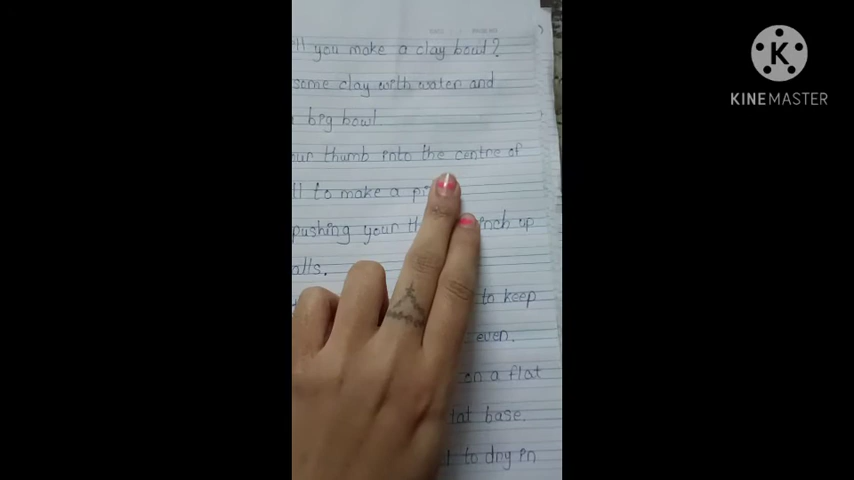 ll you make a clay bowl?
some clay with water and
big bowl
ur thumb into the centre of
ll to make a
pushing your
up
alls.
to keep
even.
on a flat
base.
to dry in
KINEMASTER